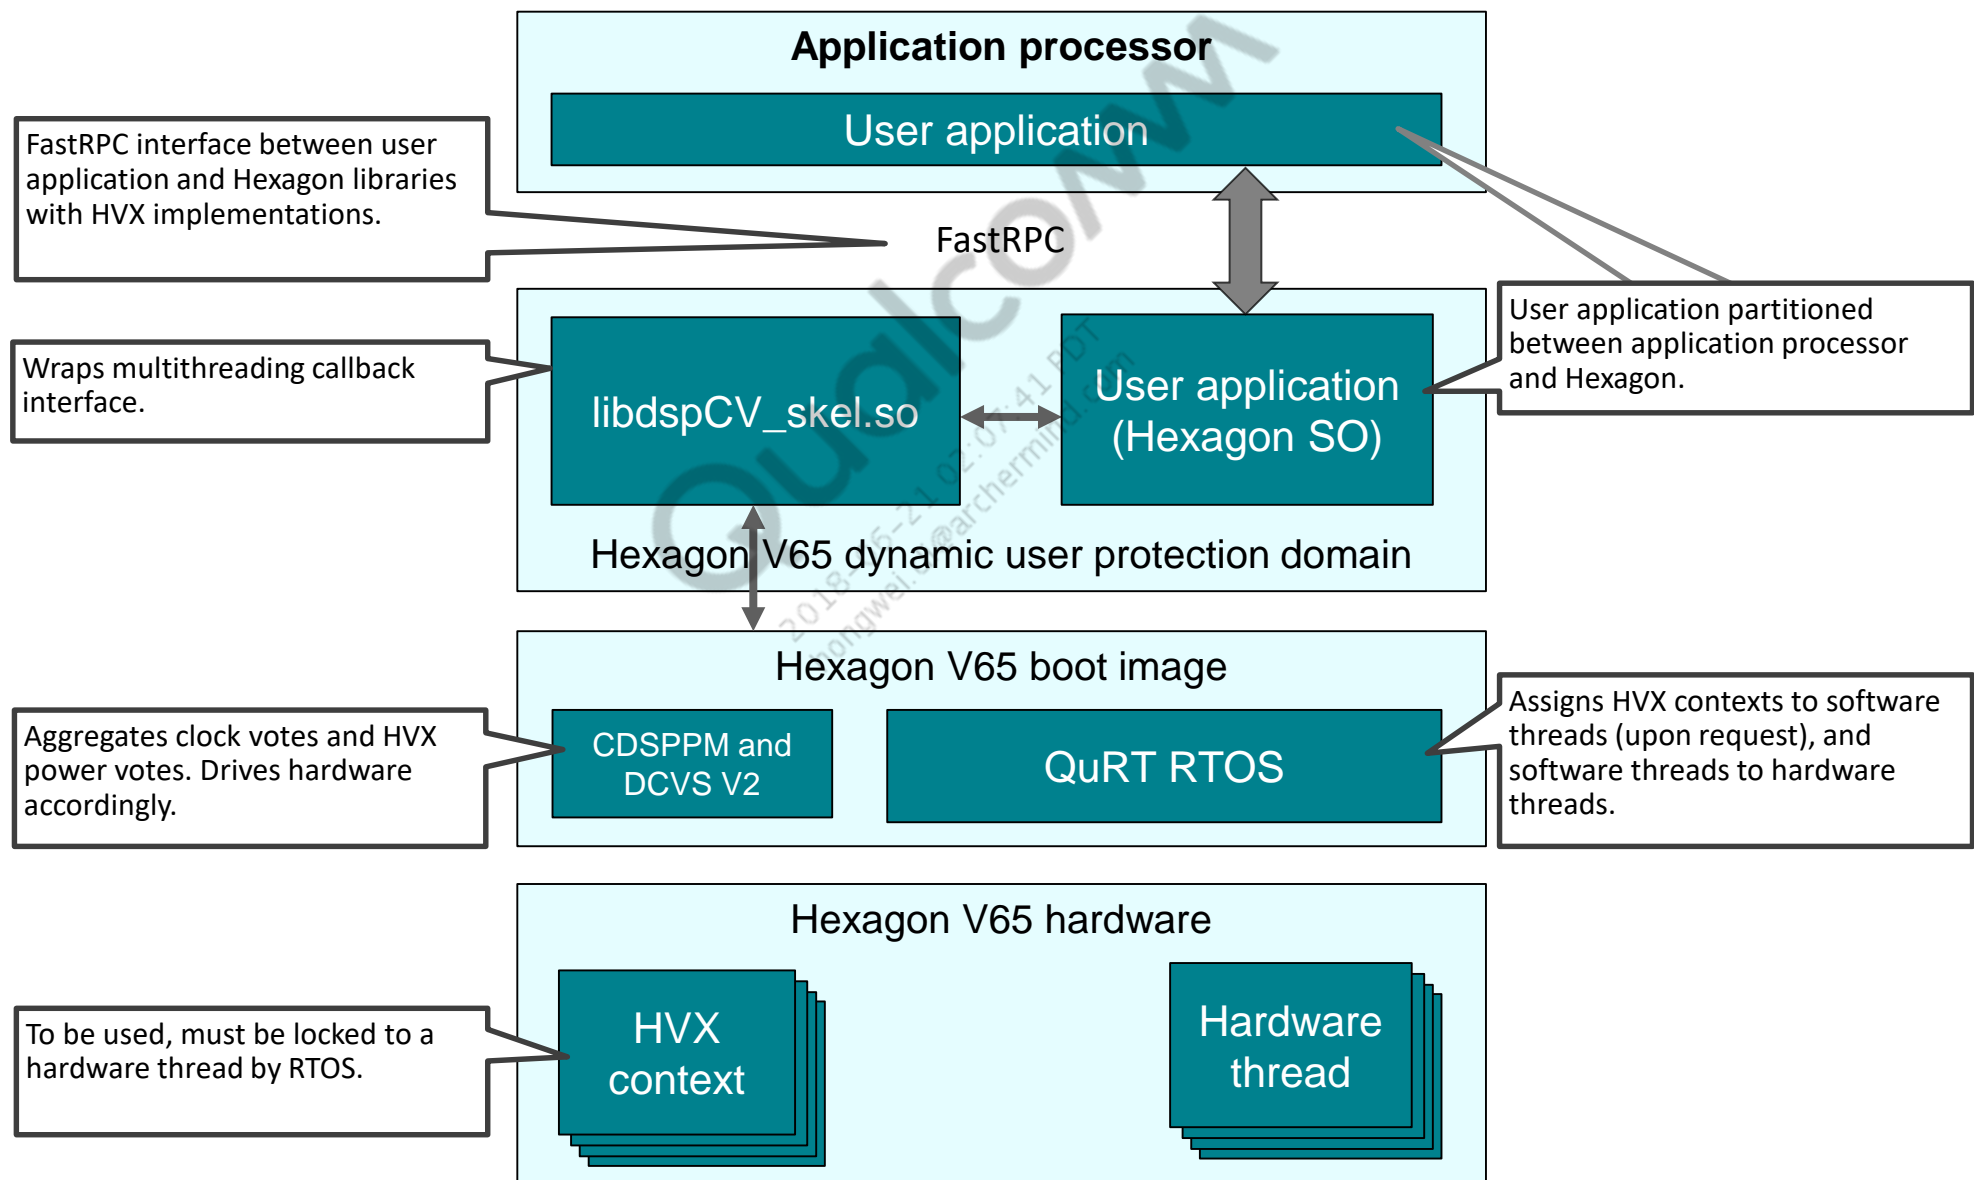 Application processor
User application
FastRPC interface between user
application and Hexagon libraries
with HVX implementations.
FastRPC
User application partitioned
between application processor
and Hexagon.
Wraps multithreading callback
interface.
libdspCV_skel.so
User application
(Hexagon SO)
Hexagon V65 dynamic user protection domain
Qualcomm
Hexagon V65 boot image
Aggregates clock votes and HVX
power votes. Drives hardware
accordingly.
CDSPPM and
DCVS V2
QuRT RTOS
Assigns HVX contexts to software
threads (upon request), and
software threads to hardware
threads.
Hexagon V65 hardware
To be used, must be locked to a
hardware thread by RTOS.
HVX
context
Hardware
thread